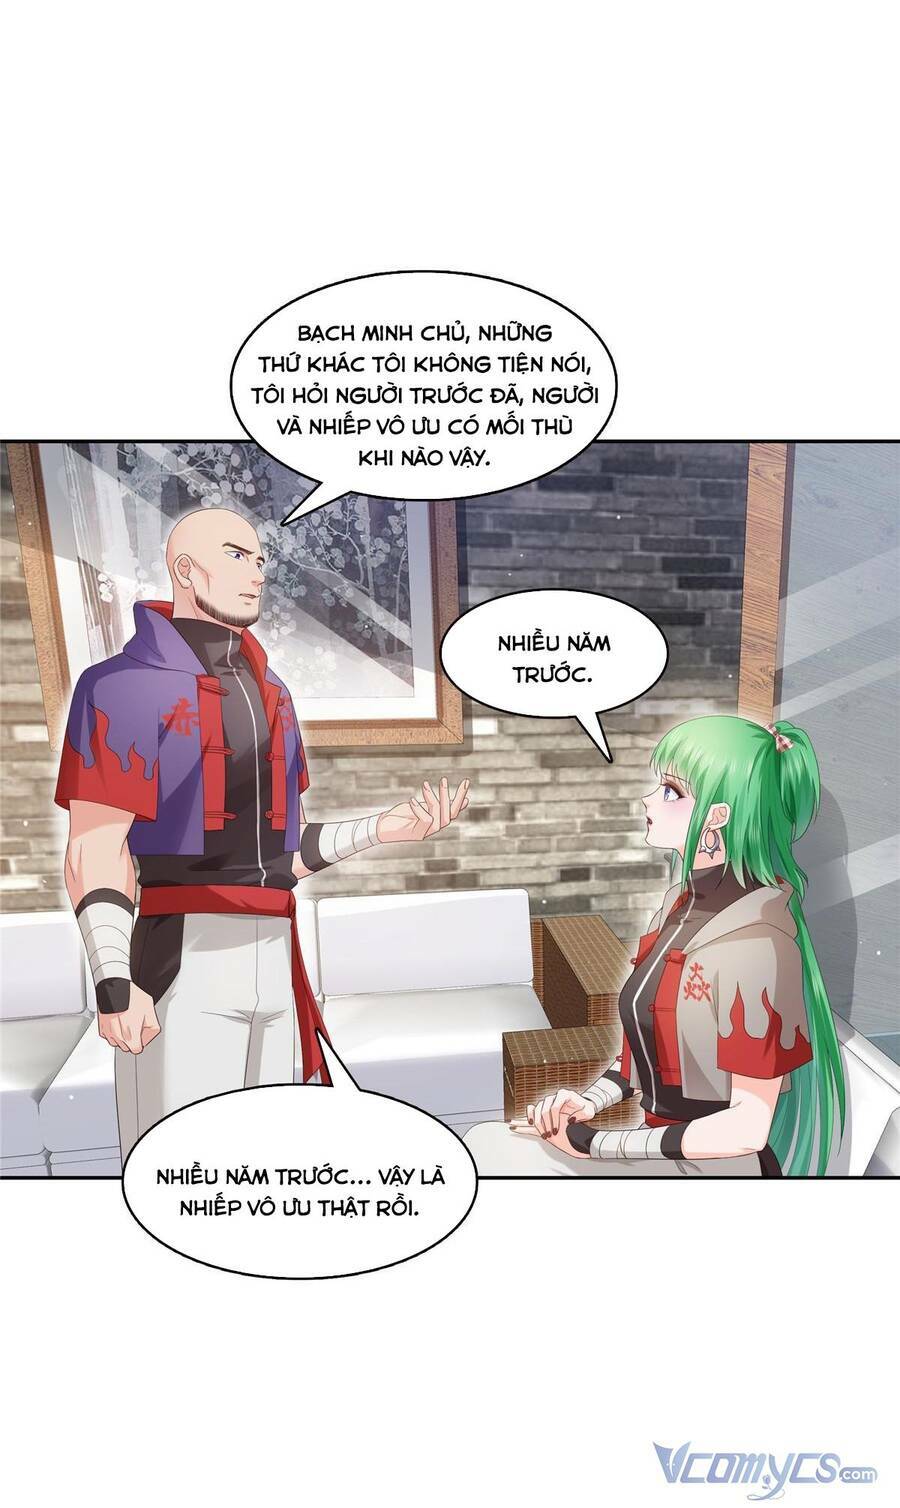 BẠCH MINH CHỦ, NHỮNG
THỨ KHÁC TÔI KHÔNG TIỆN NÓI,
TÔI HỎI NGƯỜI TRƯỚC ĐÃ, NGƯỜI
VÀ NHIẾP VÔ ƯU CÓ MỐI THÙ
KHI NÀO VẬY.
NHIỀU NĂM
TRƯỚC.
赤
焱
NHIỀU NĂM TRƯỚC... VẬY LÀ
NHIẾP VÔ ƯU THẬT RỒI.
VCOMYCS.com